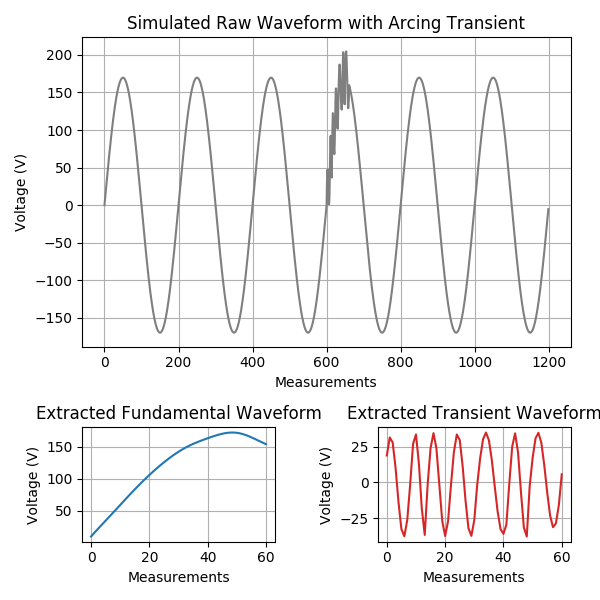 Simulated Raw Waveform with Arcing Transient
200
150
100
50
0
−50
−100
−150
Voltage (V)
0 200 400 600 800 1000 1200
Measurements
Extracted Fundamental Waveform
150
100
50
Voltage (V)
0 20 40 60
Measurements
Extracted Transient Waveform
25
0
−25
Voltage (V)
0 20 40 60
Measurements